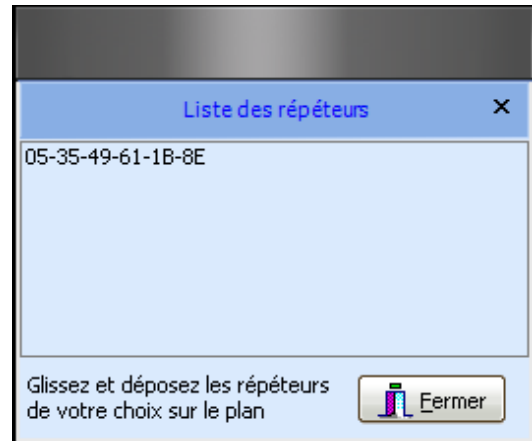 Liste des répéteurs
05-35-49-61-1B-8E
Glissez et déposez les répéteurs
de votre choix sur le plan
Fermer